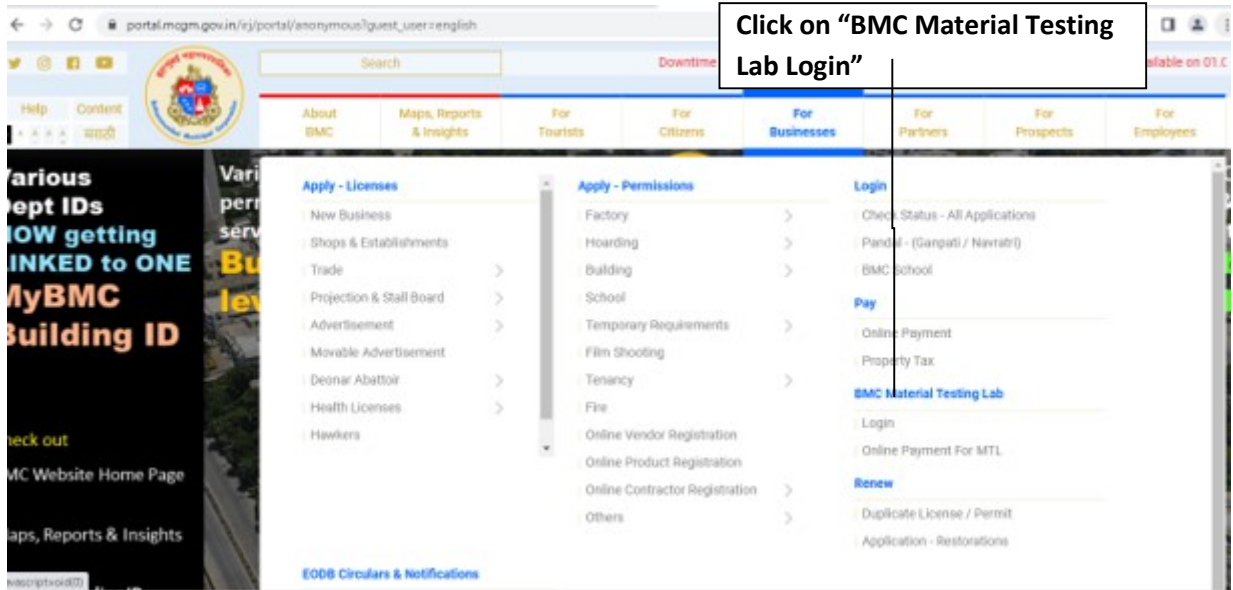 portal.mcgm.gov.in/irj/portal/anonymous?guest_user=english
Click on “BMC Material Testing
Lab Login”
Search
Downtime
ailable on 01.0
Help
Content
मराठी
About
BMC
Maps, Reports
& Insights
For
Tourists
For
Citizens
For
Businesses
For
Partners
For
Prospects
For
Employees
Various
Dept IDs
NOW getting
LINKED to ONE
MyBMC
Building ID
Vari
perm
serv
Bu
lev
heck out
MC Website Home Page
aps, Reports & Insights
Apply - Licenses
New Business
Shops & Establishments
Trade
Projection & Stall Board
Advertisement
Movable Advertisement
Deonar Abattoir
Health Licenses
Hawkers
EODB Circulars & Notifications
Apply - Permissions
Factory
Hoarding
Building
School
Temporary Requirements
Film Shooting
Tenancy
Fire
Online Vendor Registration
Online Product Registration
Online Contractor Registration
Others
Login
Check Status - All Applications
Pandal - (Ganpati / Navratri)
BMC School
Pay
Online Payment
Property Tax
BMC Material Testing Lab
Login
Online Payment For MTL
Renew
Duplicate License / Permit
Application - Restorations